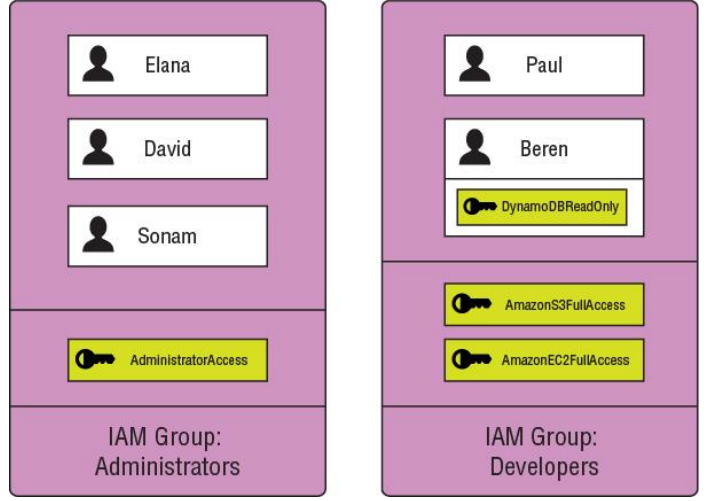 Elana
David
Sonam
AdministratorAccess
IAM Group:
Administrators
Paul
Beren
DynamoDBReadOnly
AmazonS3FullAccess
AmazonEC2FullAccess
IAM Group:
Developers